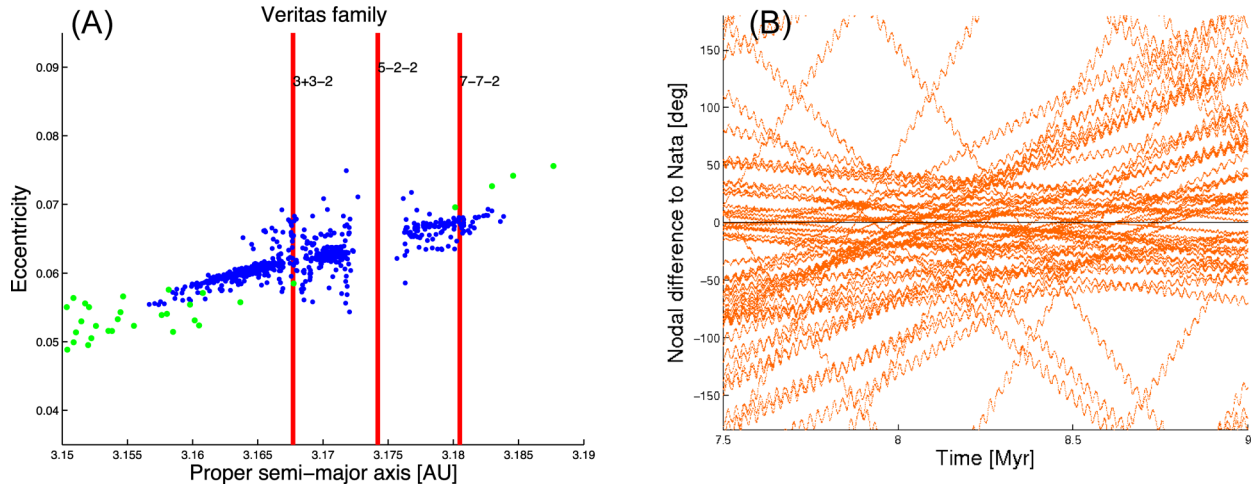 (A)
Veritas family
Eccentricity
0.09
0.08
0.07
0.06
0.05
0.04
3+3−2
5−2−2
7−7−2
3.15 3.155 3.16 3.165 3.17 3.175 3.18 3.185 3.19
Proper semi−major axis [AU]
(B)
Nodal difference to Nata [deg]
150
100
50
0
−50
−100
−150
7.5 8 8.5 9
Time [Myr]